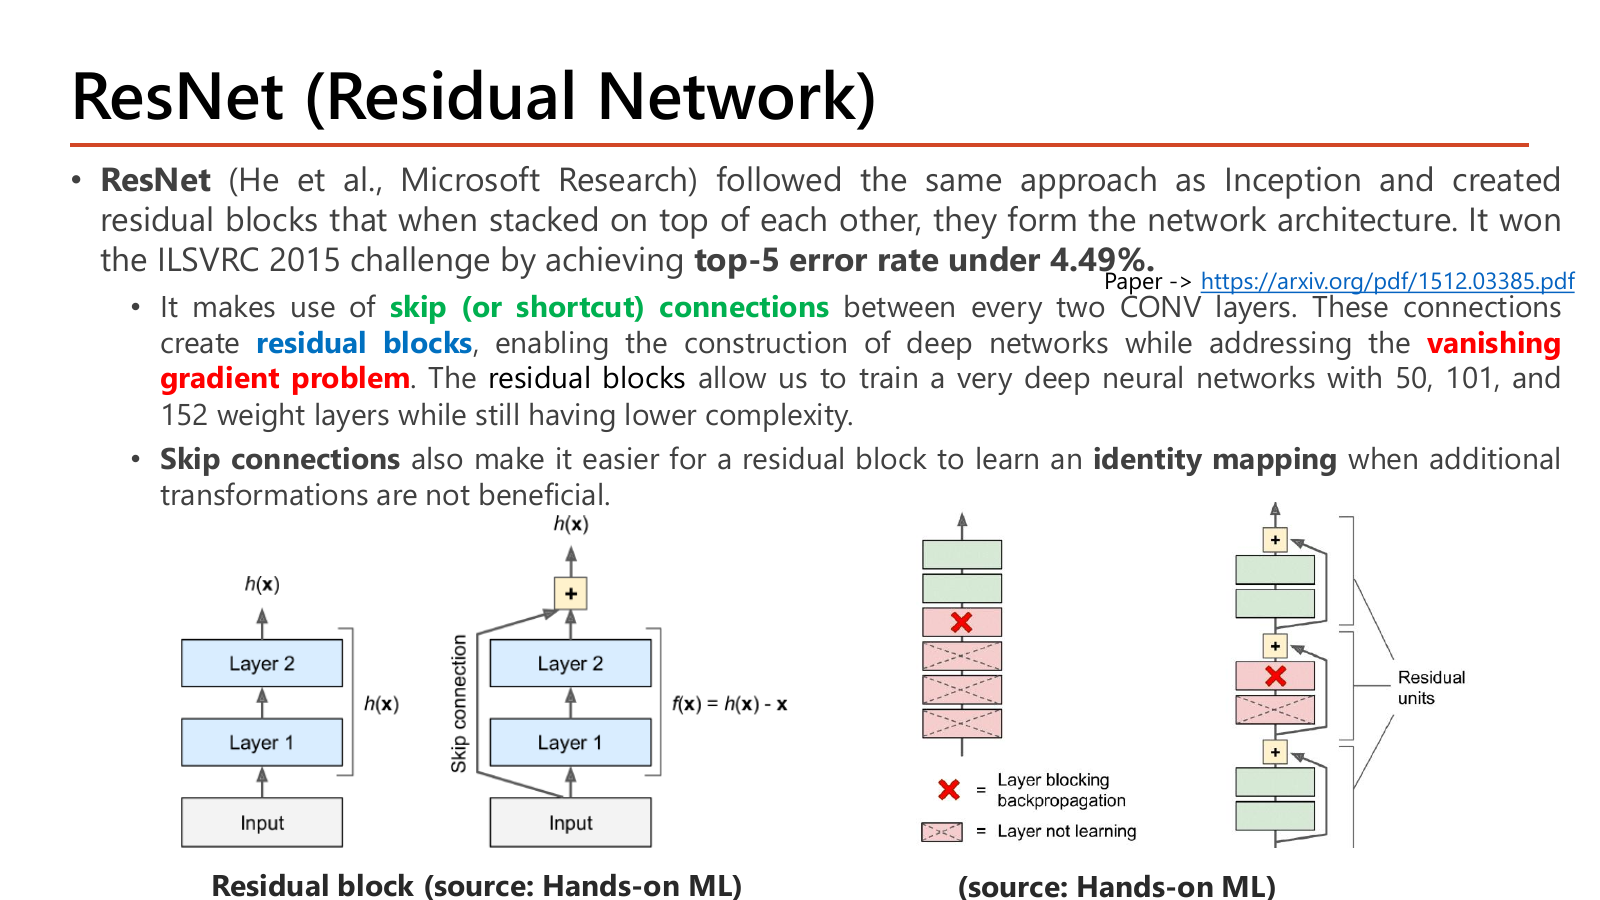 ResNet (Residual Network)
• ResNet (He et al., Microsoft Research) followed the same approach as Inception and created
residual blocks that when stacked on top of each other, they form the network architecture. It won
the ILSVRC 2015 challenge by achieving top-5 error rate under 4.49%.
Paper -> https://arxiv.org/pdf/1512.03385.pdf
• It makes use of skip (or shortcut) connections between every two CONV layers. These connections
create residual blocks, enabling the construction of deep networks while addressing the vanishing
gradient problem. The residual blocks allow us to train a very deep neural networks with 50, 101, and
152 weight layers while still having lower complexity.
• Skip connections also make it easier for a residual block to learn an identity mapping when additional
transformations are not beneficial.
h(x)
Layer 2
Layer 1
Input
h(x)
h(x)
+
Skip connection
Layer 2
Layer 1
Input
f(x) = h(x) - x
Residual block (source: Hands-on ML)
= Layer blocking
backpropagation
= Layer not learning
+
+
+
Residual
units
(source: Hands-on ML)